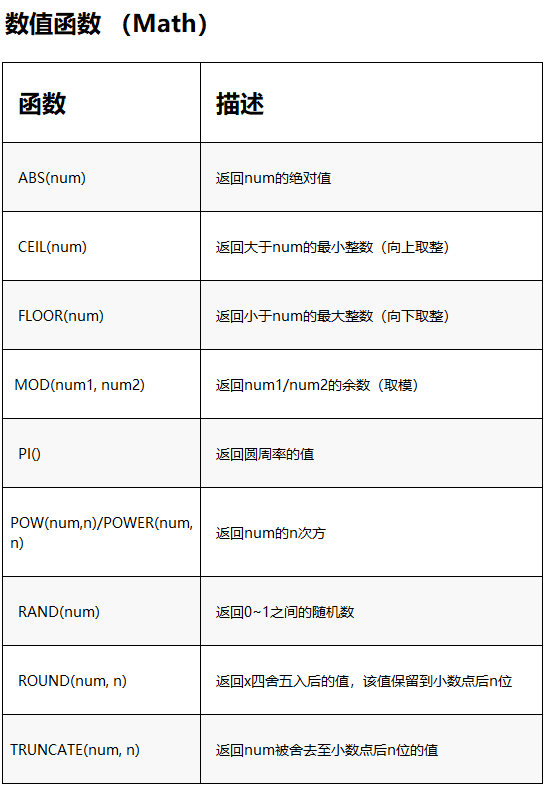 数值函数 （Math）
函数 描述
ABS(num) 返回num的绝对值
CEIL(num) 返回大于num的最小整数（向上取整）
FLOOR(num) 返回小于num的最大整数（向下取整）
MOD(num1, num2) 返回num1/num2的余数（取模）
PI() 返回圆周率的值
POW(num,n)/POWER(num,
n) 返回num的n次方
RAND(num) 返回0~1之间的随机数
ROUND(num, n) 返回x四舍五入后的值，该值保留到小数点后n位
TRUNCATE(num, n) 返回num被舍去至小数点后n位的值